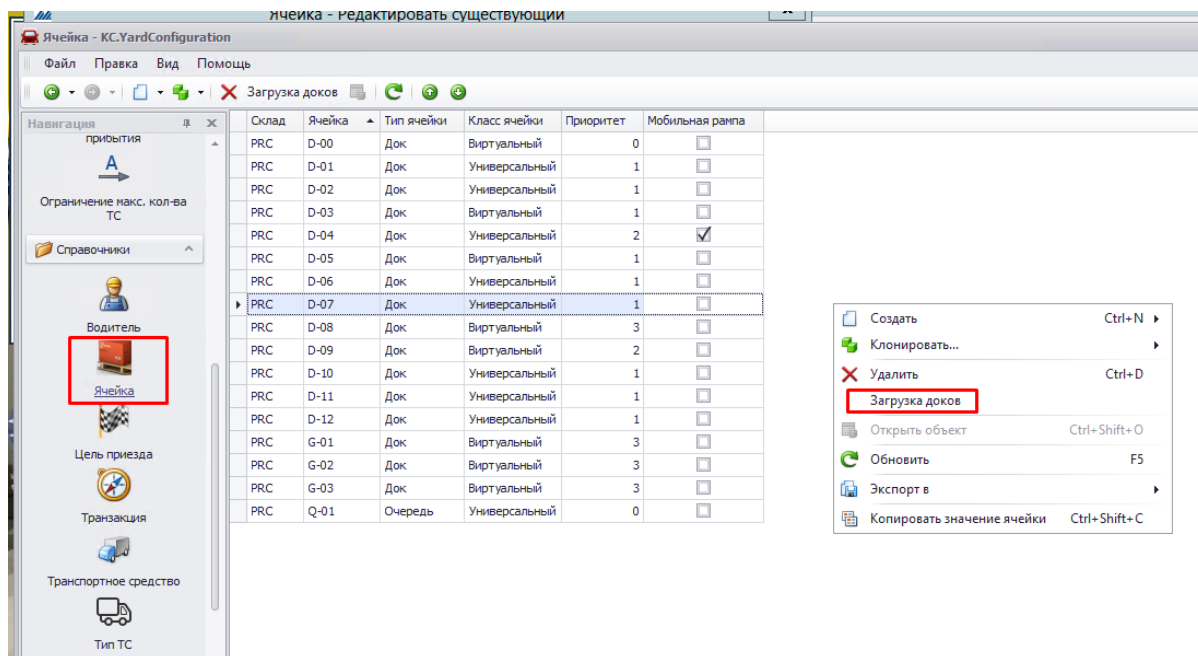 Ячейка - Редактировать существующий
Ячейка - KC.YardConfiguration
Файл Правка Вид Помощь
Загрузка доков
Навигация
прибытия
Ограничение макс. кол-ва
ТС
Справочники
Водитель
Ячейка
Цель приезда
Транзакция
Транспортное средство
Тип ТС
Склад Ячейка Тип ячейки Класс ячейки Приоритет Мобильная рампа
PRC D-00 Док Виртуальный 0
PRC D-01 Док Универсальный 1
PRC D-02 Док Универсальный 1
PRC D-03 Док Виртуальный 1
PRC D-04 Док Универсальный 2
PRC D-05 Док Виртуальный 1
PRC D-06 Док Универсальный 1
PRC D-07 Док Универсальный 1
PRC D-08 Док Виртуальный 3
PRC D-09 Док Виртуальный 2
PRC D-10 Док Универсальный 1
PRC D-11 Док Универсальный 1
PRC D-12 Док Универсальный 1
PRC G-01 Док Виртуальный 3
PRC G-02 Док Виртуальный 3
PRC G-03 Док Виртуальный 3
PRC Q-01 Очередь Универсальный 0
Создать Ctrl+N
Клонировать...
Удалить Ctrl+D
Загрузка доков
Открыть объект Ctrl+Shift+O
Обновить F5
Экспорт в
Копировать значение ячейки Ctrl+Shift+C